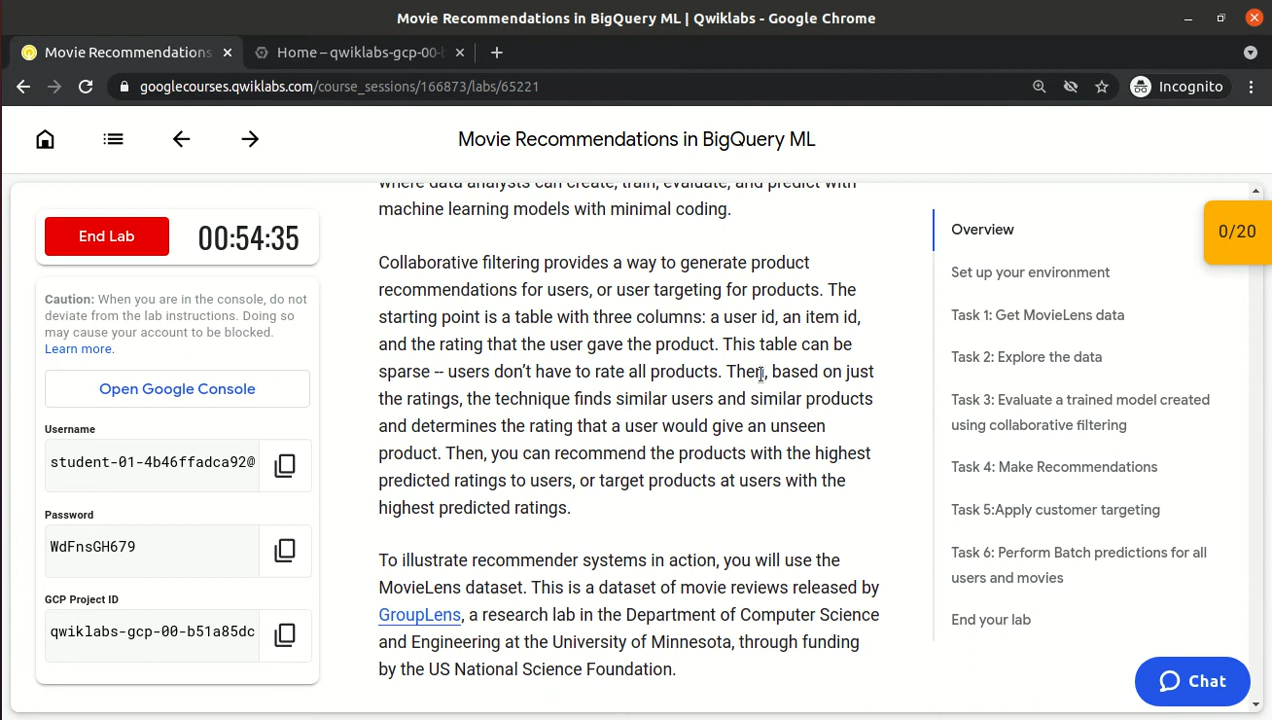 Movie Recommendations in BigQuery ML | Qwiklabs - Google Chrome
Movie Recommendations
Home – qwiklabs-gcp-00-b
googlecourses.qwiklabs.com/course_sessions/166873/labs/65221
Incognito
Movie Recommendations in BigQuery ML
End Lab
00:54:35
Caution: When you are in the console, do not
deviate from the lab instructions. Doing so
may cause your account to be blocked.
Learn more.
Open Google Console
Username
student-01-4b46ffadca92@
Password
WdFnsGH679
GCP Project ID
qwiklabs-gcp-00-b51a85dc
where data analysts can create, train, evaluate, and predict with
machine learning models with minimal coding.
Collaborative filtering provides a way to generate product
recommendations for users, or user targeting for products. The
starting point is a table with three columns: a user id, an item id,
and the rating that the user gave the product. This table can be
sparse -- users don’t have to rate all products. Then, based on just
the ratings, the technique finds similar users and similar products
and determines the rating that a user would give an unseen
product. Then, you can recommend the products with the highest
predicted ratings to users, or target products at users with the
highest predicted ratings.
To illustrate recommender systems in action, you will use the
MovieLens dataset. This is a dataset of movie reviews released by
GroupLens, a research lab in the Department of Computer Science
and Engineering at the University of Minnesota, through funding
by the US National Science Foundation.
Overview
Set up your environment
Task 1: Get MovieLens data
Task 2: Explore the data
Task 3: Evaluate a trained model created
using collaborative filtering
Task 4: Make Recommendations
Task 5:Apply customer targeting
Task 6: Perform Batch predictions for all
users and movies
End your lab
0/20
Chat